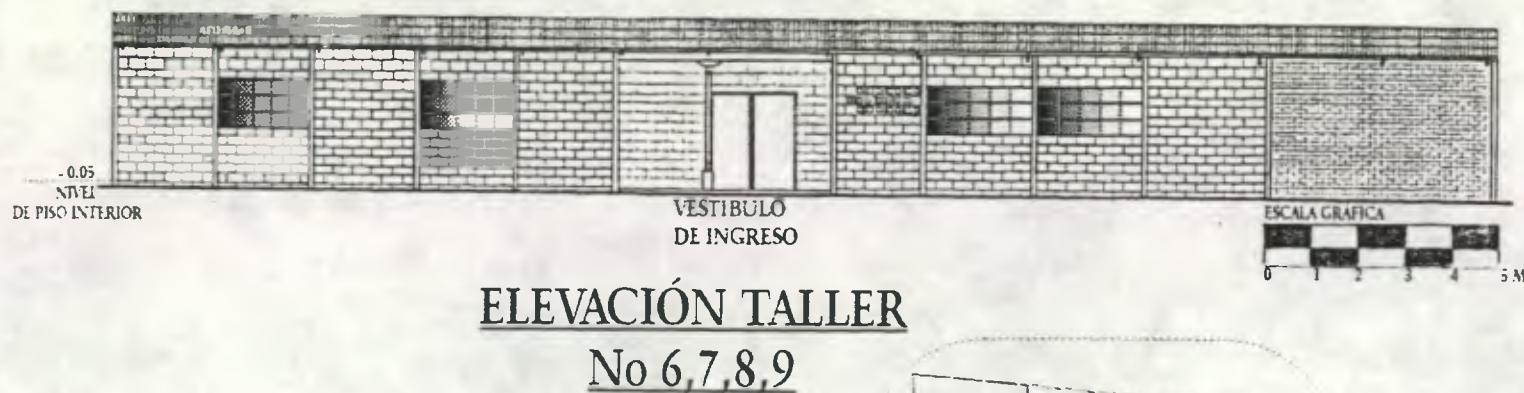 - 0.05
NIVEL
DE PISO INTERIOR
VESTIBULO
DE INGRESO
ESCALA GRÁFICA
0 1 2 3 4 5 M
ELEVACIÓN TALLER
No 6,7,8,9